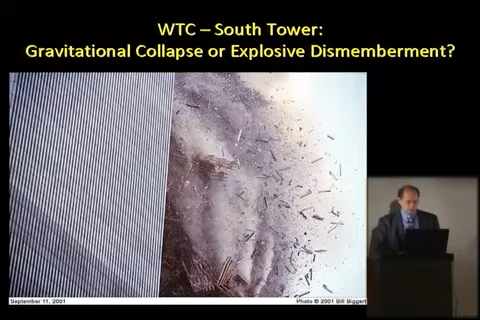 WTC – South Tower:
Gravitational Collapse or Explosive Dismemberment?
September 11, 2001
Photo © 2001 Bill Biggart